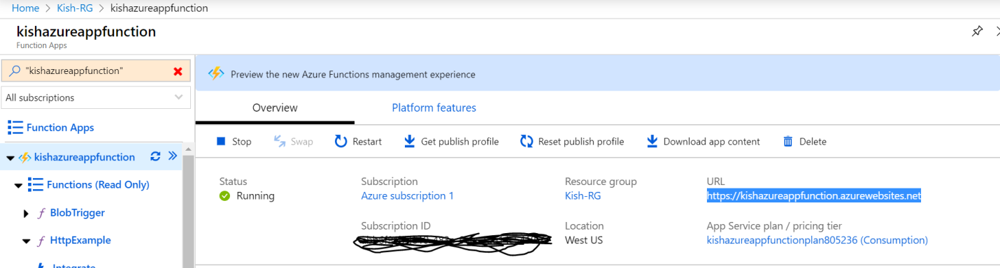 Home > Kish-RG > kishazureappfunction
kishazureappfunction
Function Apps
"kishazureappfunction"
All subscriptions
Function Apps
kishazureappfunction
Functions (Read Only)
BlobTrigger
HttpExample
Integrate
Preview the new Azure Functions management experience
Overview Platform features
Stop Swap Restart Get publish profile Reset publish profile Download app content Delete
Status Subscription Resource group URL
Running Azure subscription 1 Kish-RG https://kishazureappfunction.azurewebsites.net
Subscription ID Location App Service plan / pricing tier
West US kishazureappfunctionplan805236 (Consumption)